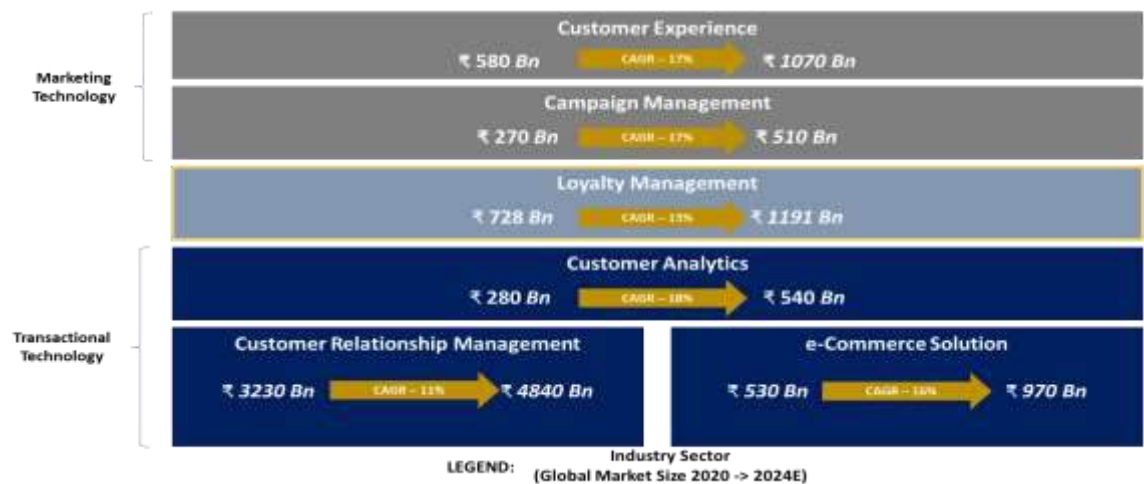 Marketing
Technology
Customer Experience
₹ 580 Bn CAGR – 17% ₹ 1070 Bn
Campaign Management
₹ 270 Bn CAGR – 17% ₹ 510 Bn
Loyalty Management
₹ 728 Bn CAGR – 13% ₹ 1191 Bn
Transactional
Technology
Customer Analytics
₹ 280 Bn CAGR – 18% ₹ 540 Bn
Customer Relationship Management
₹ 3230 Bn CAGR – 11% ₹ 4840 Bn
e-Commerce Solution
₹ 530 Bn CAGR – 16% ₹ 970 Bn
LEGEND: Industry Sector
(Global Market Size 2020 -> 2024E)